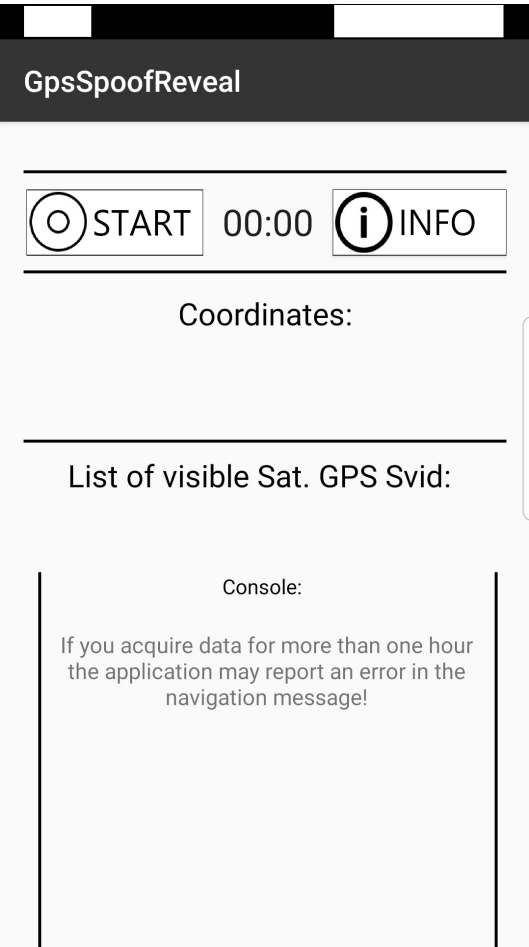 GpsSpoofReveal
START 00:00 INFO
Coordinates:
List of visible Sat. GPS Svid:
Console:
If you acquire data for more than one hour
the application may report an error in the
navigation message!